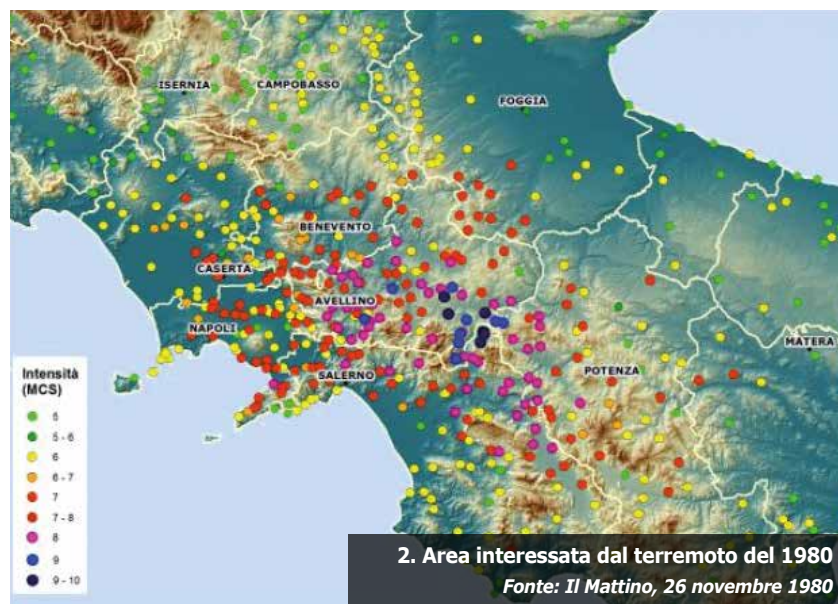 ISERNIA
CAMPOBASSO
FOGGIA
BENEVENTO
CASERTA
AVELLINO
NAPOLI
MATERA
POTENZA
SALERNO
Intensità
(MCS)
5
5 - 6
6
6 - 7
7
7 - 8
8
9
9 - 10
2. Area interessata dal terremoto del 1980
Fonte: Il Mattino, 26 novembre 1980